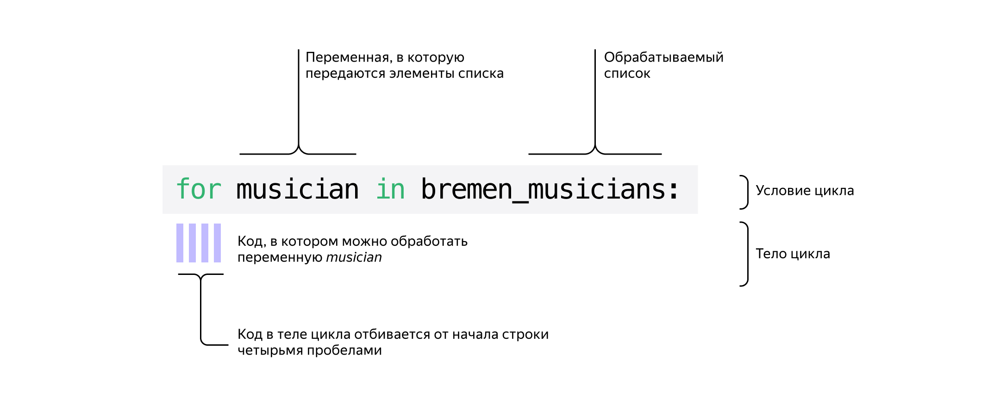 Переменная, в которую
передаются элементы списка
Обрабатываемый
список
for musician in bremen_musicians:
Условие цикла
Код, в котором можно обработать
переменную musician
Тело цикла
Код в теле цикла отбивается от начала строки
четырьмя пробелами